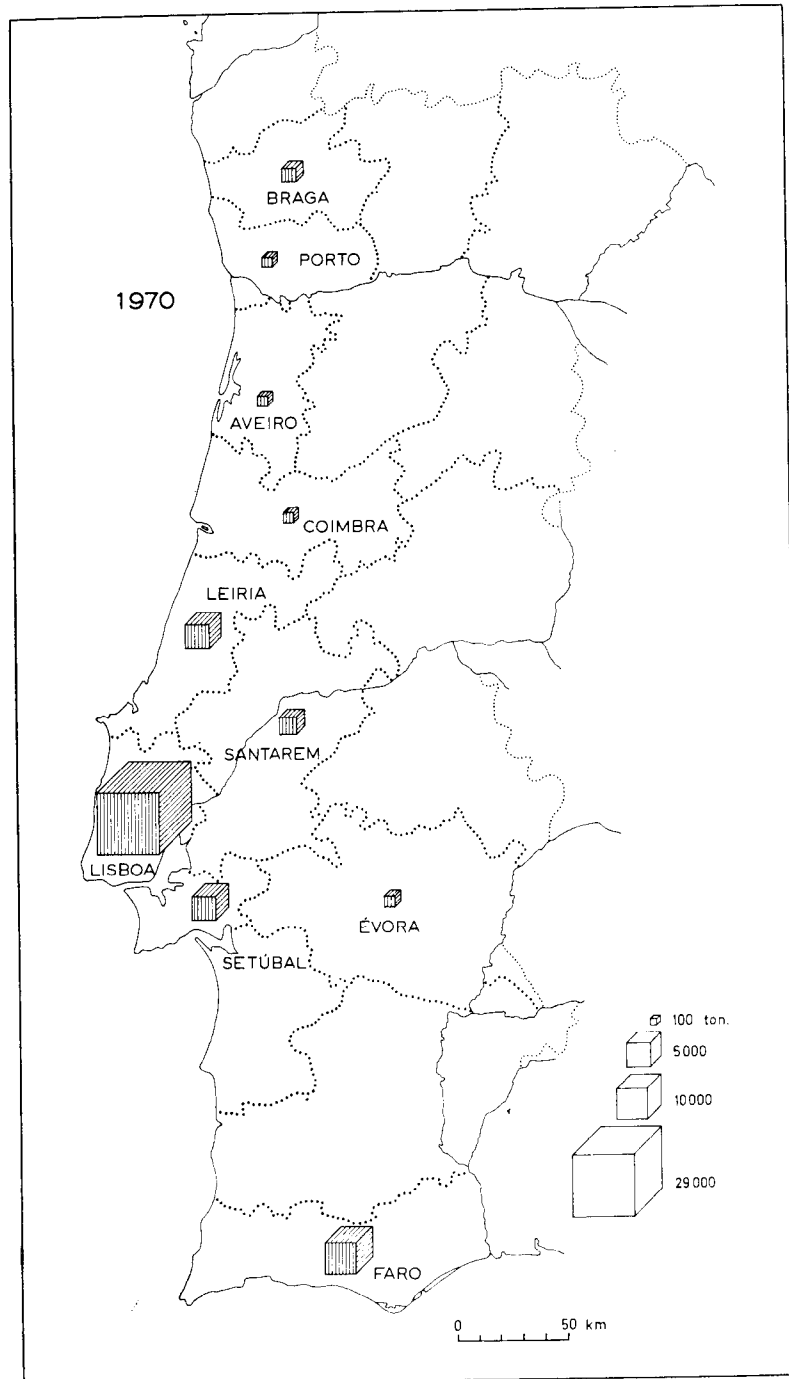 BRAGA
PORTO
1970
AVEIRO
COIMBRA
LEIRIA
SANTAREM
LISBOA
ÉVORA
SETÚBAL
100 ton.
5000
10000
29000
FARO
0 50 km